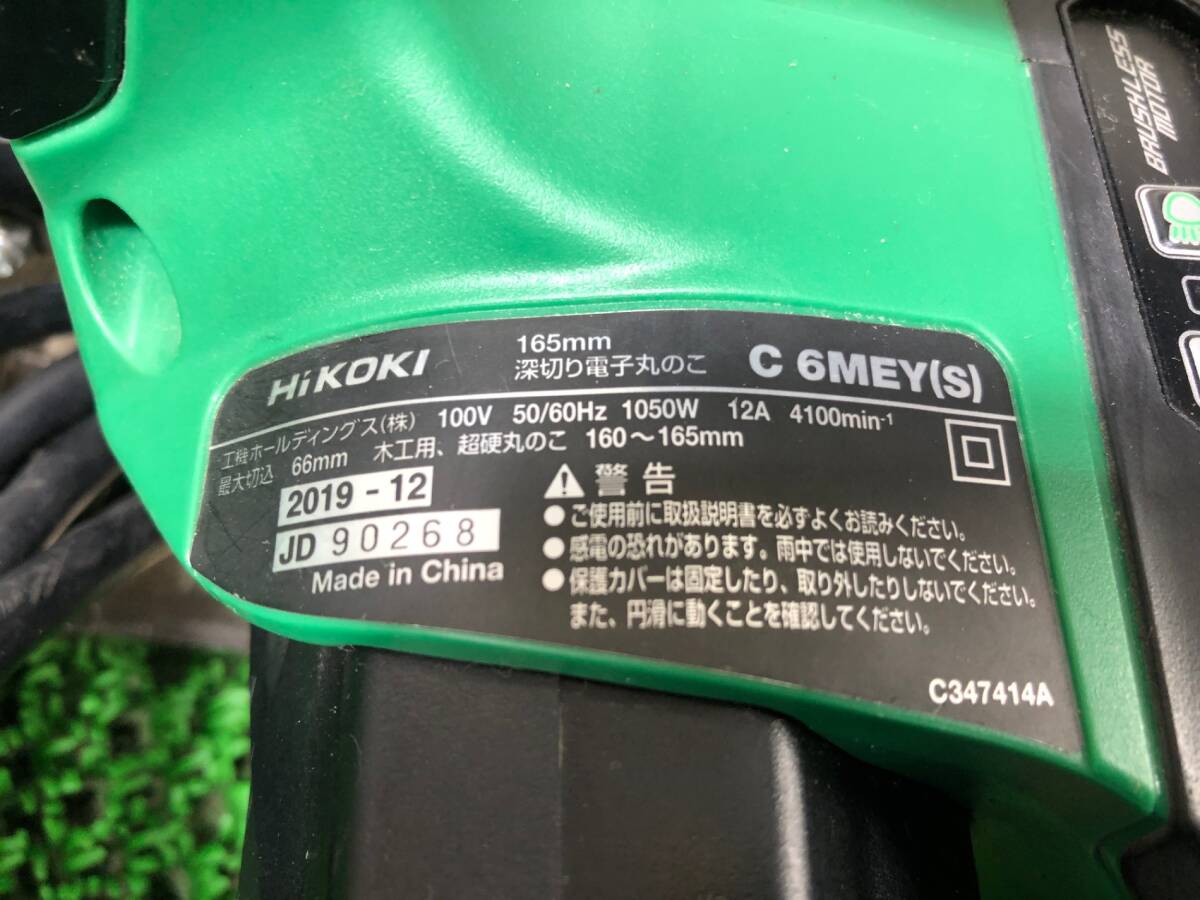 BRUSHLESS
MOTOR
HiKOKI
165mm
深切り電子丸のこ
C 6MEY(S)
工機ホールディングス(株) 100V 50/60Hz 1050W 12A 4100min-1
最大切込 66mm 木工用、超硬丸のこ 160～165mm
2019 - 12
JD 90268
Made in China
警告
●ご使用前に取扱説明書を必ずよくお読みください。
●感電の恐れがあります。雨中では使用しないでください。
●保護カバーは固定したり、取り外したりしないでください。
また、円滑に動くことを確認してください。
C347414A